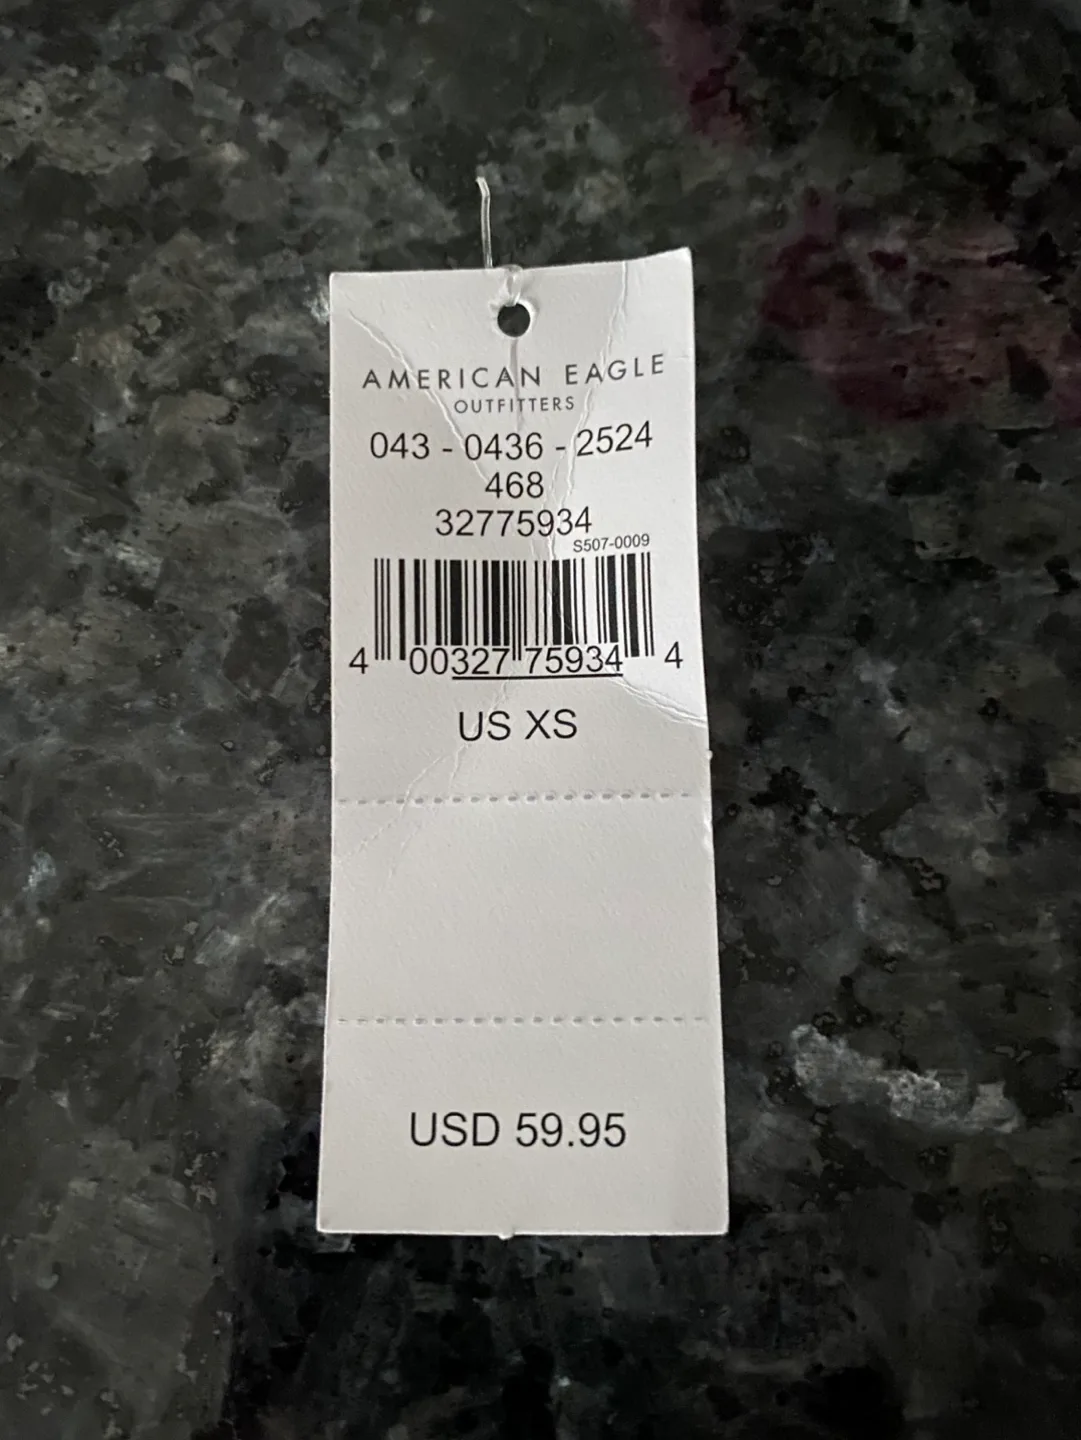 AMERICAN EAGLE
OUTFITTERS
043 - 0436 - 2524
468
32775934
S507-0009
4 00327 75934 4
US XS
USD 59.95